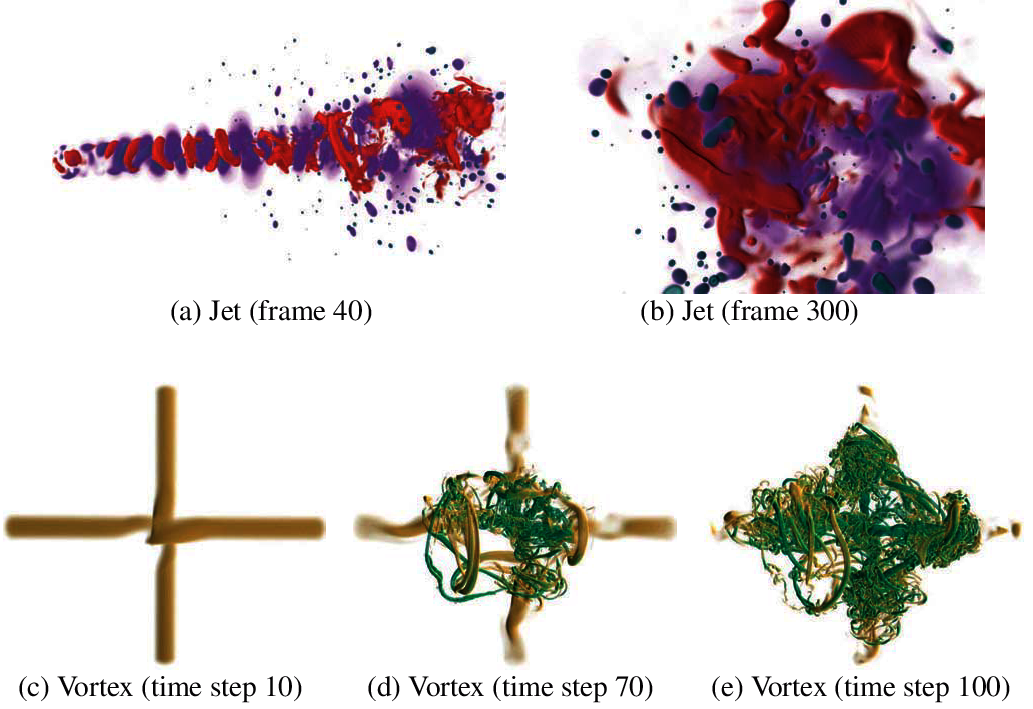 (a) Jet (frame 40)
(b) Jet (frame 300)
(c) Vortex (time step 10)
(d) Vortex (time step 70)
(e) Vortex (time step 100)